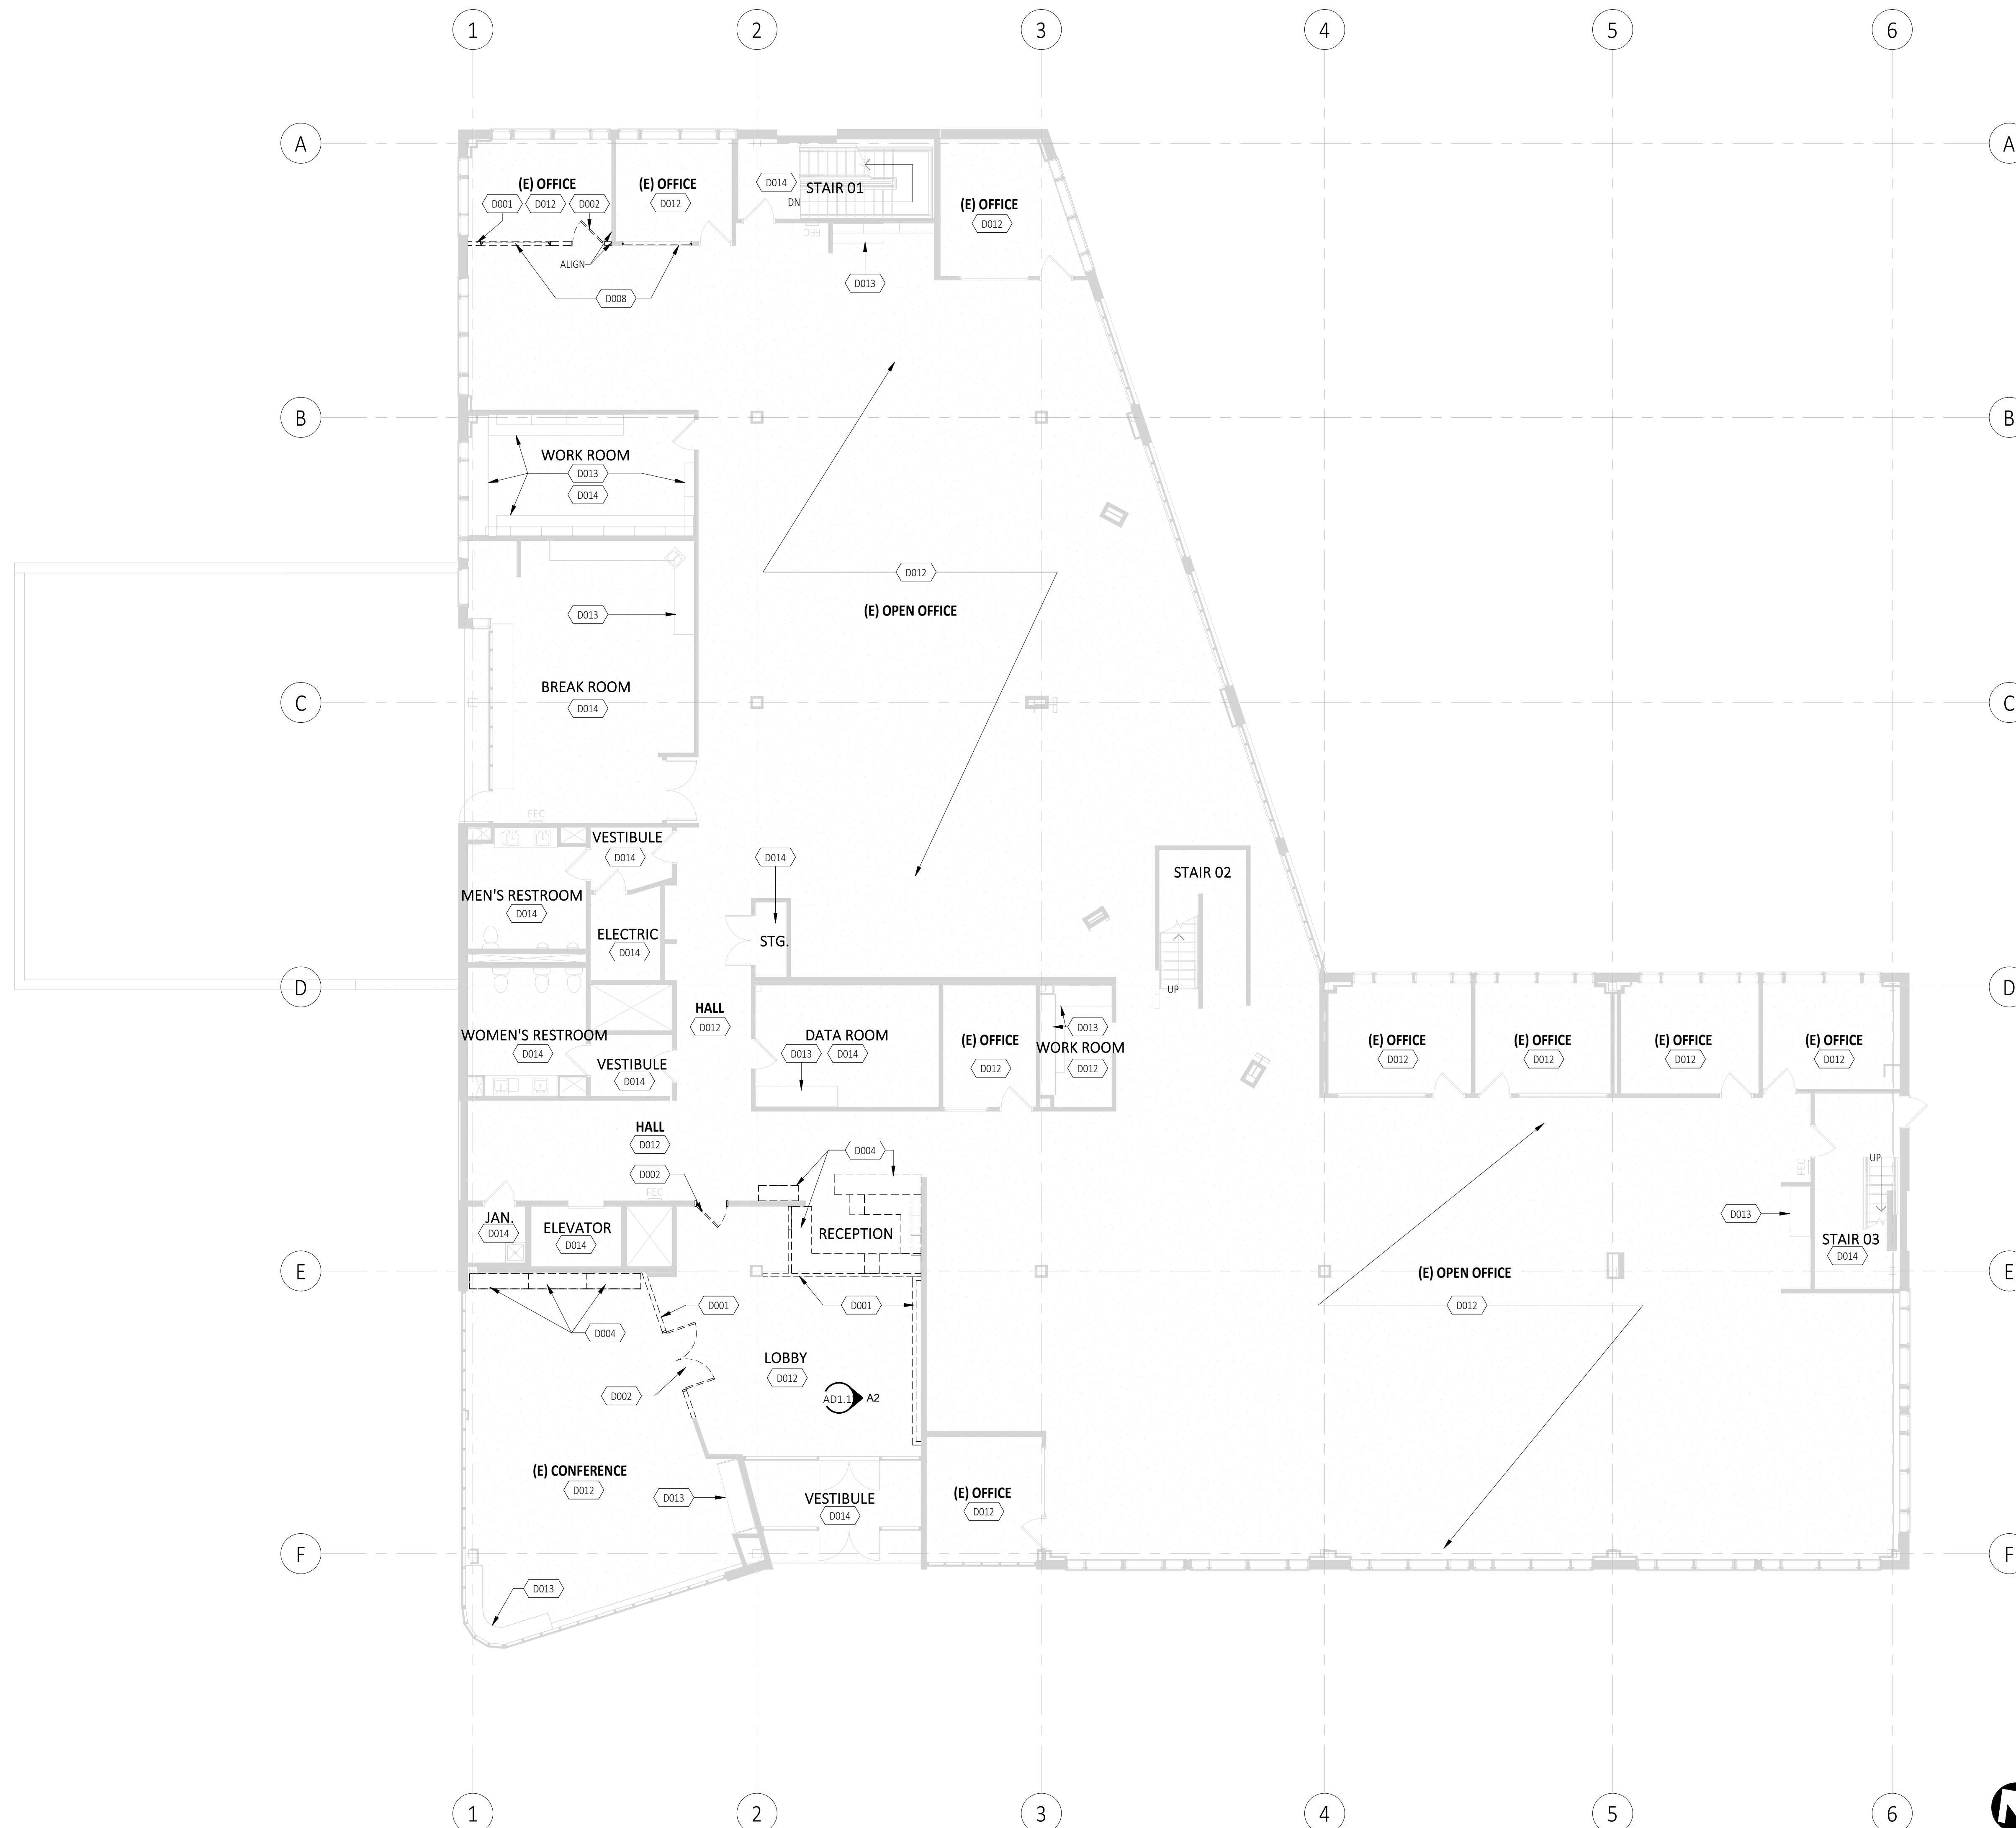 1 2 3 4 5 6
A A
(E) OFFICE
D001 D012 D002
(E) OFFICE
D012
D014 STAIR 01
DN
(E) OFFICE
D012
FEC
ALIGN
D013
D008
B B
WORK ROOM
D013
D014
D012
(E) OPEN OFFICE
D013
BREAK ROOM
D014
C C
FEC
VESTIBULE
D014
D014
STAIR 02
MEN'S RESTROOM
D014
ELECTRIC
D014
STG.
D D
UP
HALL
D012
WOMEN'S RESTROOM
D014
VESTIBULE
D014
DATA ROOM
D013 D014
(E) OFFICE
D012
D013
WORK ROOM
D012
(E) OFFICE
D012
(E) OFFICE
D012
(E) OFFICE
D012
(E) OFFICE
D012
HALL
D012
D002
FEC
D004
UP
FEC
JAN.
D014
ELEVATOR
D014
RECEPTION
D013
STAIR 03
D014
E E
(E) OPEN OFFICE
D012
D001
D001
D004
LOBBY
D012
D002
AD1.1 A2
(E) CONFERENCE
D012
D013
VESTIBULE
D014
(E) OFFICE
D012
F F
D013
1 2 3 4 5 6